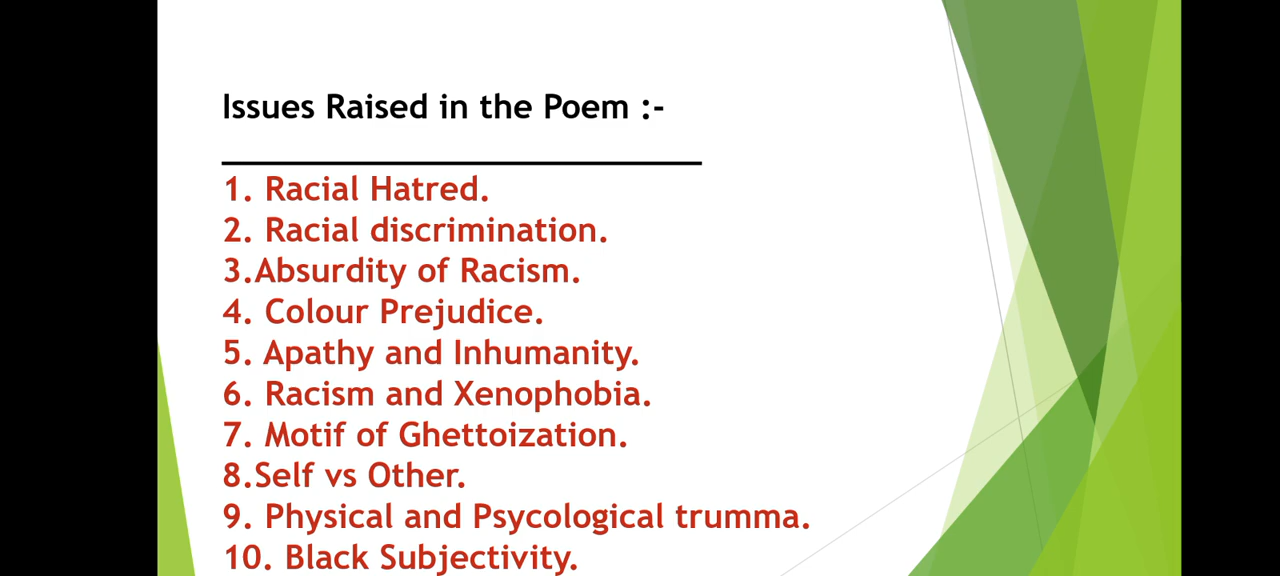 Issues Raised in the Poem :-
1. Racial Hatred.
2. Racial discrimination.
3.Absurdity of Racism.
4. Colour Prejudice.
5. Apathy and Inhumanity.
6. Racism and Xenophobia.
7. Motif of Ghettoization.
8.Self vs Other.
9. Physical and Psycological trumma.
10. Black Subjectivity.